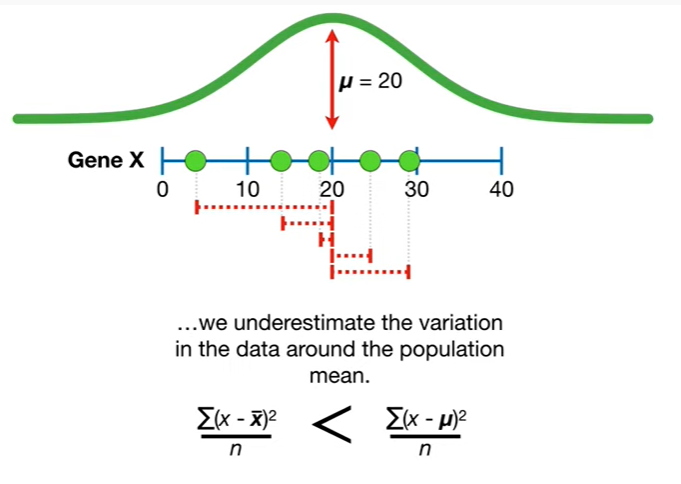 μ = 20
Gene X
0 10 20 30 40
...we underestimate the variation
in the data around the population
mean.
∑(x - x̄)² / n < ∑(x - μ)² / n